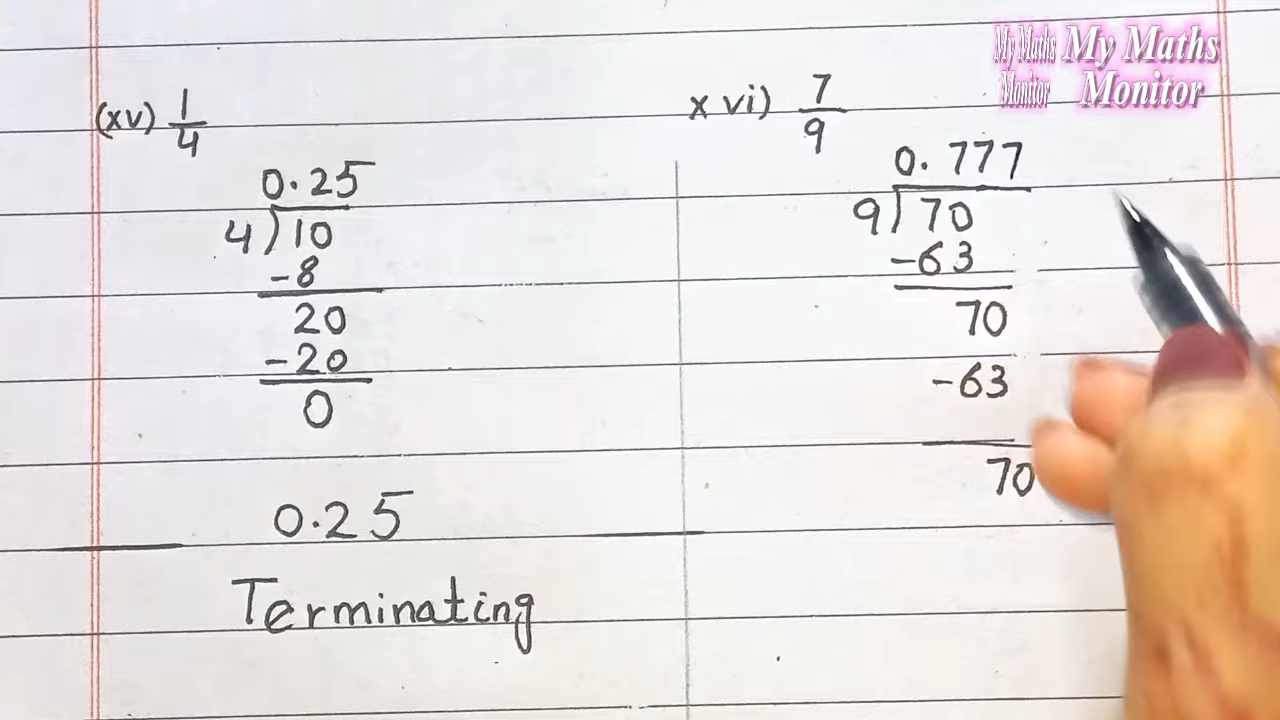 (xv) 1/4
0.25
4)10
-8
20
-20
0
0.25
Terminating
xvi) 7/9
0.777
9)70
-63
70
-63
70
My Maths My Maths
Monitor Monitor